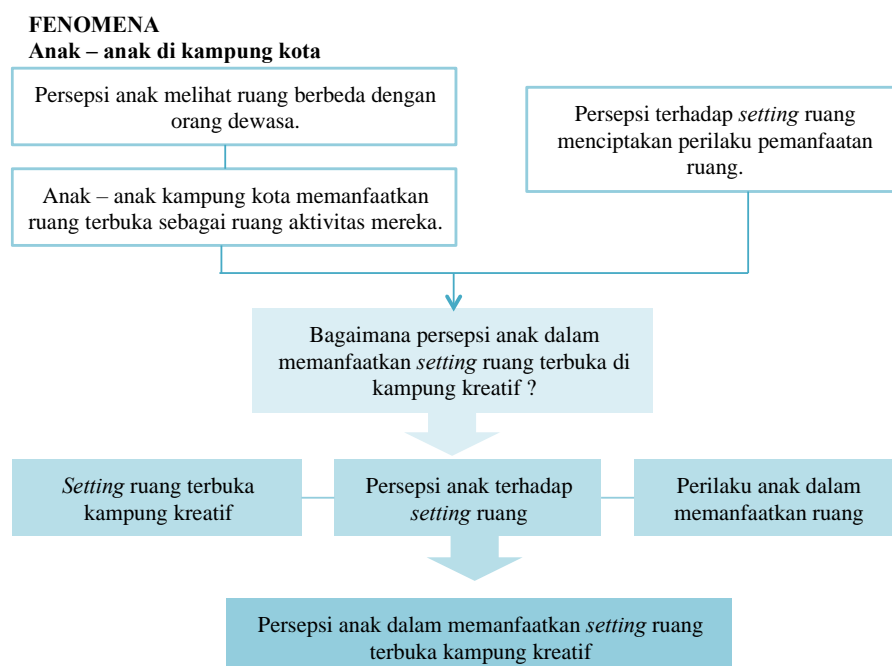 FENOMENA
Anak – anak di kampung kota
Persepsi anak melihat ruang berbeda dengan
orang dewasa.
Persepsi terhadap setting ruang
menciptakan perilaku pemanfaatan
ruang.
Anak – anak kampung kota memanfaatkan
ruang terbuka sebagai ruang aktivitas mereka.
Bagaimana persepsi anak dalam
memanfaatkan setting ruang terbuka di
kampung kreatif ?
Setting ruang terbuka
kampung kreatif
Persepsi anak terhadap
setting ruang
Perilaku anak dalam
memanfaatkan ruang
Persepsi anak dalam memanfaatkan setting ruang
terbuka kampung kreatif